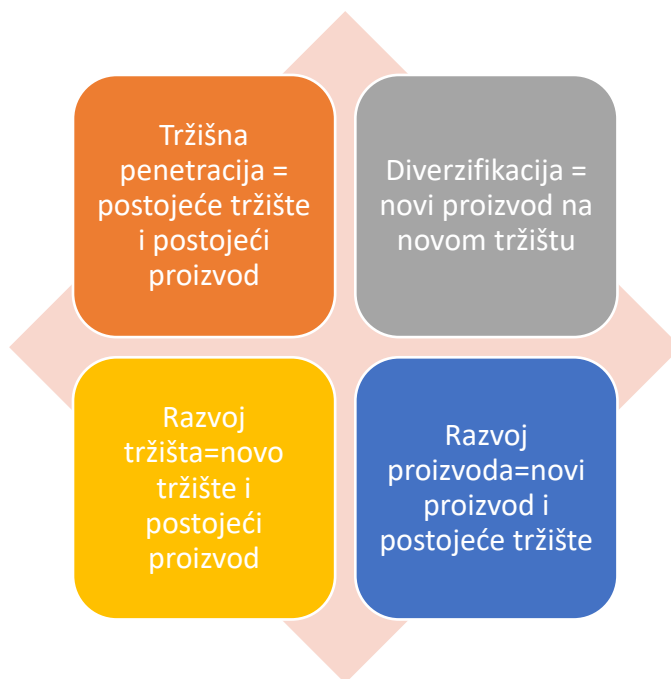 Tržišna
penetracija =
postojeće tržište
i postojeći
proizvod
Diverzifikacija =
novi proizvod na
novom tržištu
Razvoj
tržišta=novo
tržište i
postojeći
proizvod
Razvoj
proizvoda=novi
proizvod i
postojeće tržište